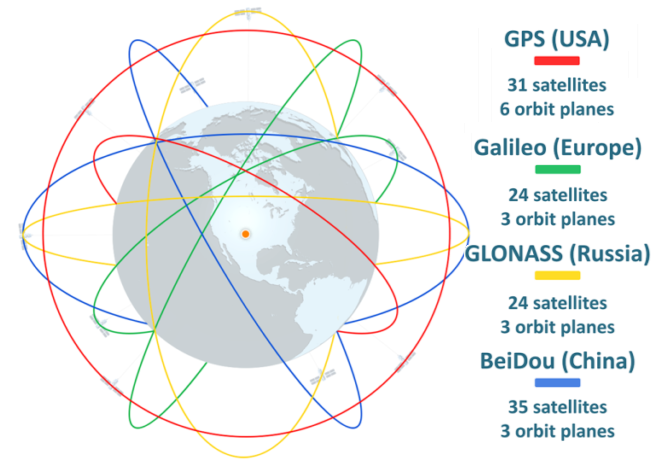 GPS (USA)
31 satellites
6 orbit planes
Galileo (Europe)
24 satellites
3 orbit planes
GLONASS (Russia)
24 satellites
3 orbit planes
BeiDou (China)
35 satellites
3 orbit planes